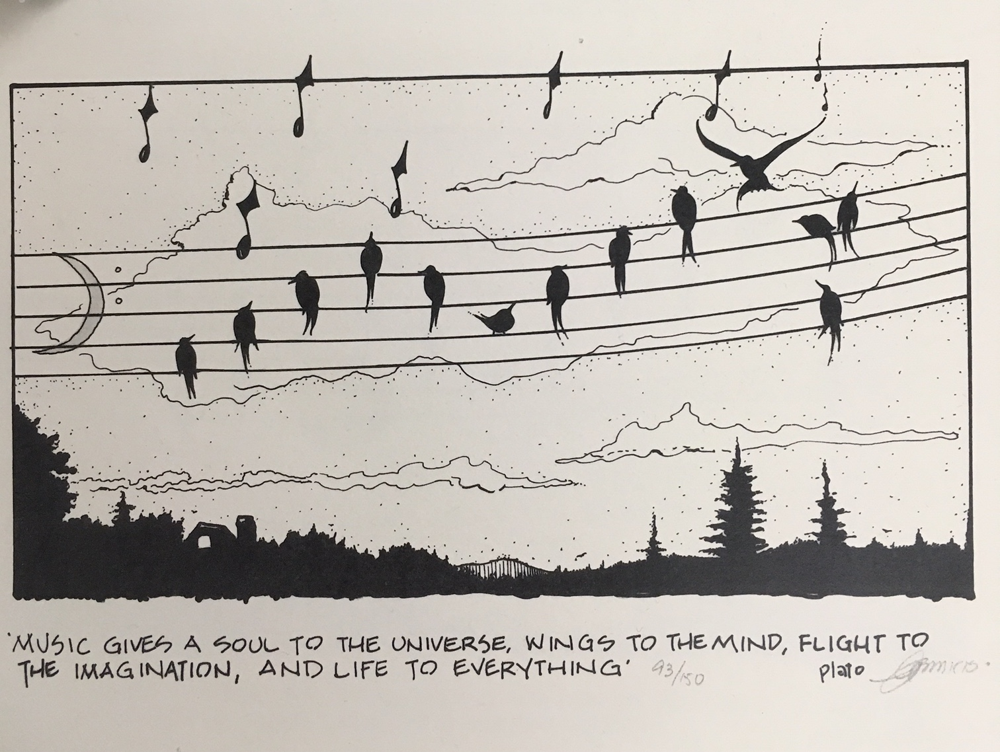 'MUSIC GIVES A SOUL TO THE UNIVERSE, WINGS TO THE MIND, FLIGHT TO
THE IMAGINATION, AND LIFE TO EVERYTHING' 93/150 plato